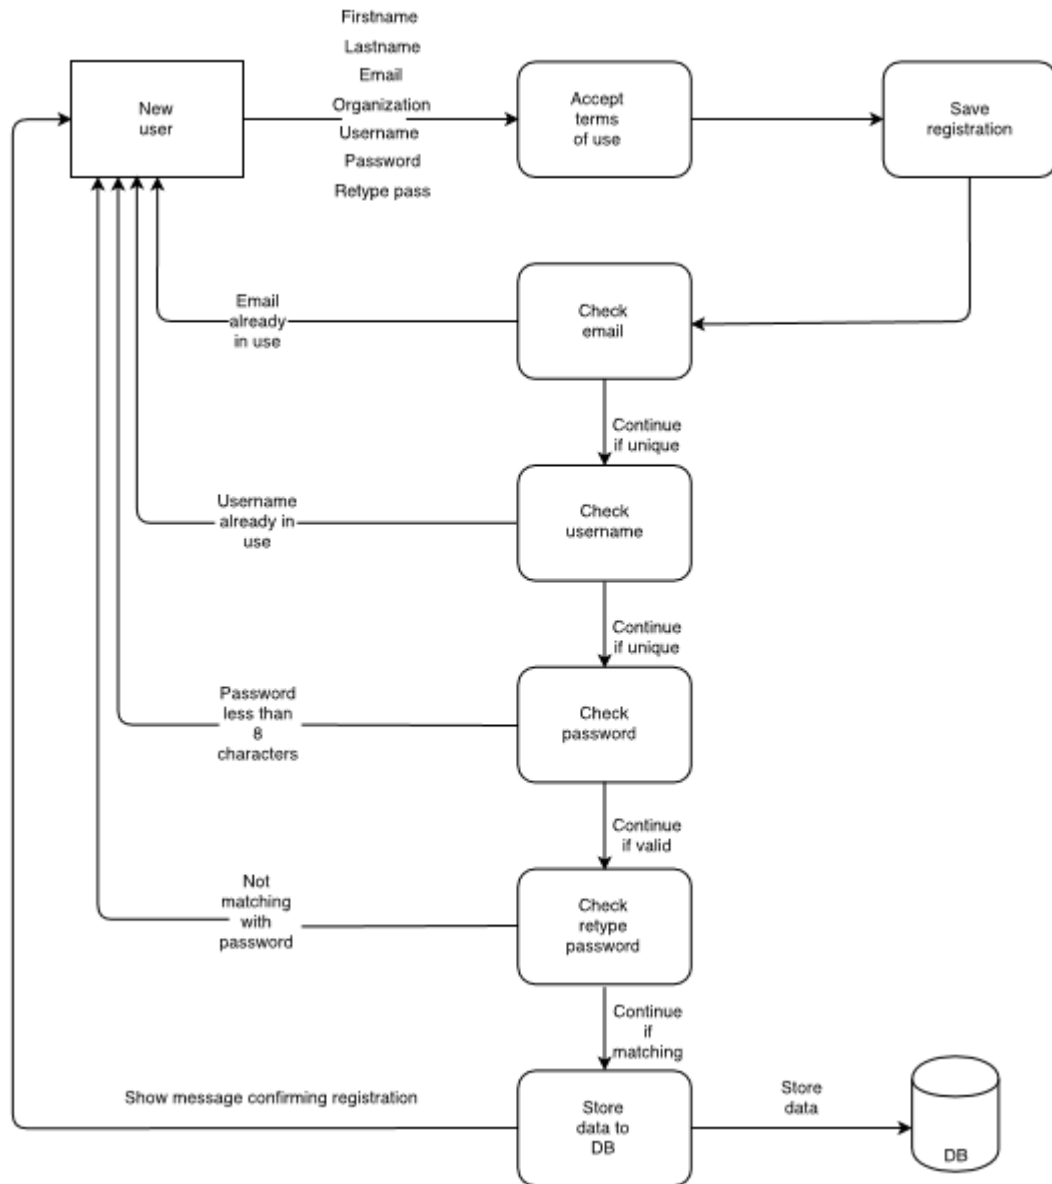 Firstname
Lastname
Email
Organization
Username
Password
Retype pass
New
user
Accept
terms
of use
Save
registration
Email
already
in use
Check
email
Continue
if unique
Username
already in
use
Check
username
Continue
if unique
Password
less than
8
characters
Check
password
Continue
if valid
Not
matching
with
password
Check
retype
password
Continue
if
matching
Show message confirming registration
Store
data to
DB
Store
data
DB